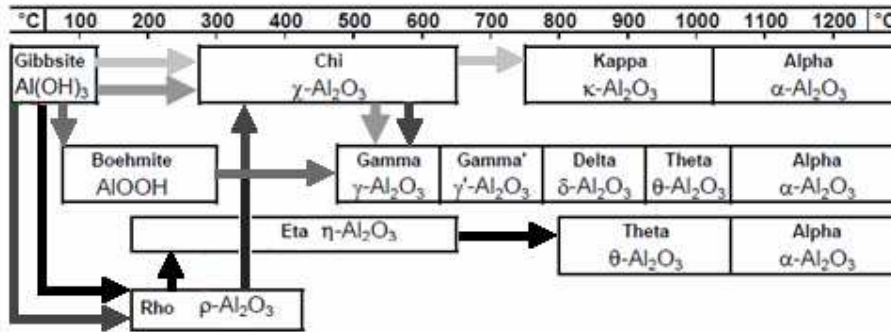 °C 100 200 300 400 500 600 700 800 900 1000 1100 1200 °C
Gibbsite Chi Kappa Alpha
Al(OH)₃ χ-Al₂O₃ κ-Al₂O₃ α-Al₂O₃
Boehmite Gamma Gamma' Delta Theta Alpha
AlOOH γ-Al₂O₃ γ'-Al₂O₃ δ-Al₂O₃ θ-Al₂O₃ α-Al₂O₃
Eta η-Al₂O₃ Theta Alpha
θ-Al₂O₃ α-Al₂O₃
Rho ρ-Al₂O₃